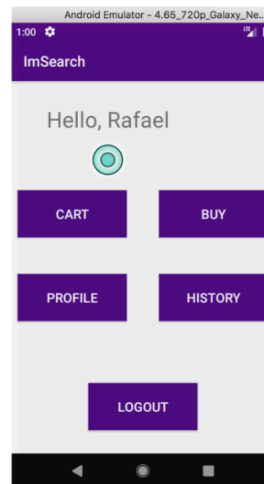 Android Emulator - 4.65_720p_Galaxy_Ne...
1:00
ImSearch
Hello, Rafael
CART BUY
PROFILE HISTORY
LOGOUT